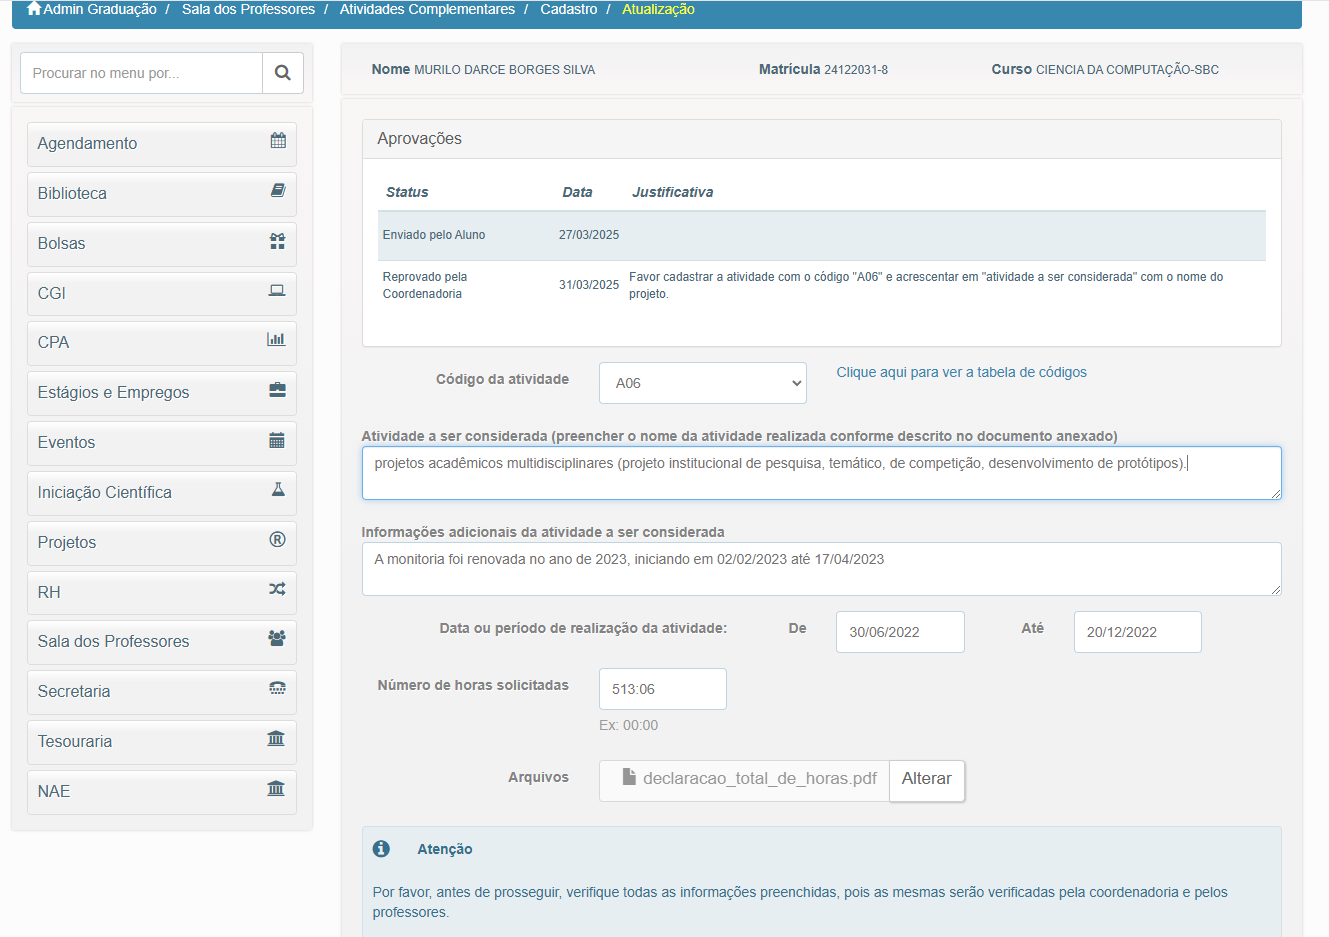 Admin Graduação / Sala dos Professores / Atividades Complementares / Cadastro / Atualização
Procurar no menu por...
Agendamento
Biblioteca
Bolsas
CGI
CPA
Estágios e Empregos
Eventos
Iniciação Científica
Projetos
RH
Sala dos Professores
Secretaria
Tesouraria
NAE
Nome MURILO DARCE BORGES SILVA Matrícula 24122031-8 Curso CIENCIA DA COMPUTAÇÃO-SBC
Aprovações
Status Data Justificativa
Enviado pelo Aluno 27/03/2025
Reprovado pela Coordenadoria 31/03/2025 Favor cadastrar a atividade com o código "A06" e acrescentar em "atividade a ser considerada" com o nome do
projeto.
Código da atividade A06 Clique aqui para ver a tabela de códigos
Atividade a ser considerada (preencher o nome da atividade realizada conforme descrito no documento anexado)
projetos acadêmicos multidisciplinares (projeto institucional de pesquisa, temático, de competição, desenvolvimento de protótipos).
Informações adicionais da atividade a ser considerada
A monitoria foi renovada no ano de 2023, iniciando em 02/02/2023 até 17/04/2023
Data ou período de realização da atividade: De 30/06/2022 Até 20/12/2022
Número de horas solicitadas 513:06
Ex: 00:00
Arquivos declaracao_total_de_horas.pdf Alterar
Atenção
Por favor, antes de prosseguir, verifique todas as informações preenchidas, pois as mesmas serão verificadas pela coordenadoria e pelos
professores.